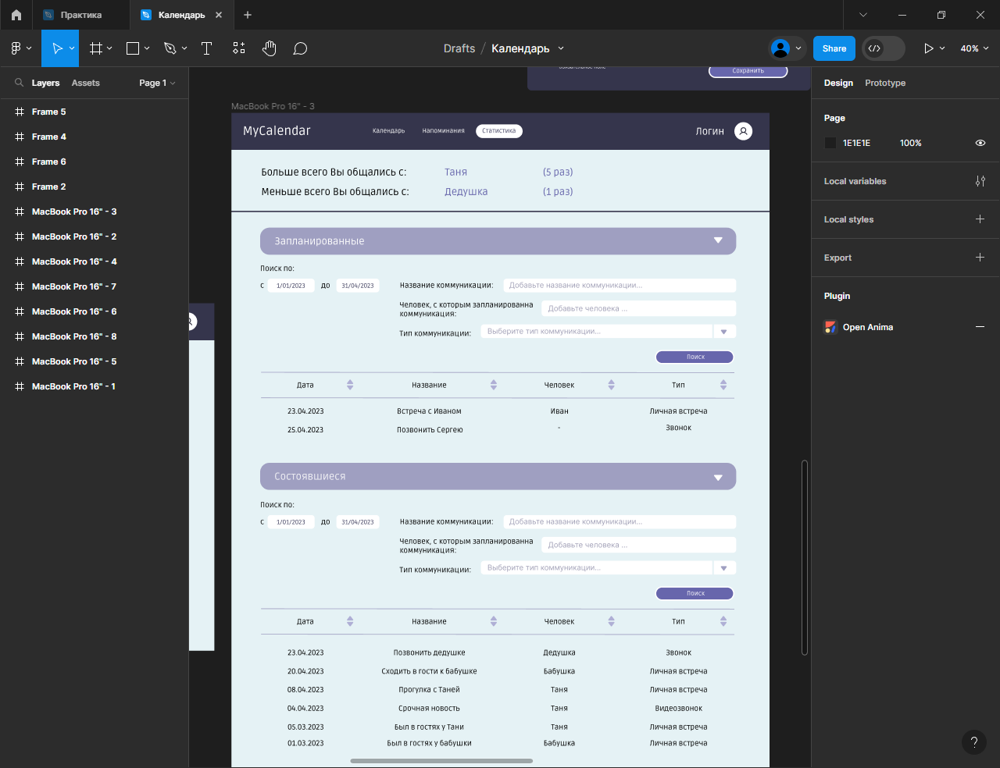 Практика
Календарь
Drafts / Календарь
Share
40%
Layers
Assets
Page 1
Frame 5
Frame 4
Frame 6
Frame 2
MacBook Pro 16" - 3
MacBook Pro 16" - 2
MacBook Pro 16" - 4
MacBook Pro 16" - 7
MacBook Pro 16" - 6
MacBook Pro 16" - 8
MacBook Pro 16" - 5
MacBook Pro 16" - 1
Сохранить
MacBook Pro 16" - 3
MyCalendar
Календарь
Напоминания
Статистика
Логин
Больше всего Вы общались с: Таня (5 раз)
Меньше всего Вы общались с: Дедушка (1 раз)
Запланированные
Поиск по:
с 1/01/2023 до 31/04/2023
Название коммуникации: Добавьте название коммуникации...
Человек, с которым запланированна
коммуникация:
Добавьте человека ...
Тип коммуникации: Выберите тип коммуникации...
Поиск
Дата Название Человек Тип
23.04.2023 Встреча с Иваном Иван Личная встреча
25.04.2023 Позвонить Сергею - Звонок
Состоявшиеся
Поиск по:
с 1/01/2023 до 31/04/2023
Название коммуникации: Добавьте название коммуникации...
Человек, с которым запланированна
коммуникация:
Добавьте человека ...
Тип коммуникации: Выберите тип коммуникации...
Поиск
Дата Название Человек Тип
23.04.2023 Позвонить дедушке Дедушка Звонок
20.04.2023 Сходить в гости к бабушке Бабушка Личная встреча
08.04.2023 Прогулка с Таней Таня Личная встреча
04.04.2023 Срочная новость Таня Видеозвонок
05.03.2023 Был в гостях у Тани Таня Личная встреча
01.03.2023 Был в гостях у бабушки Бабушка Личная встреча
Design
Prototype
Page
1E1E1E 100%
Local variables
Local styles
Export
Plugin
Open Anima
?